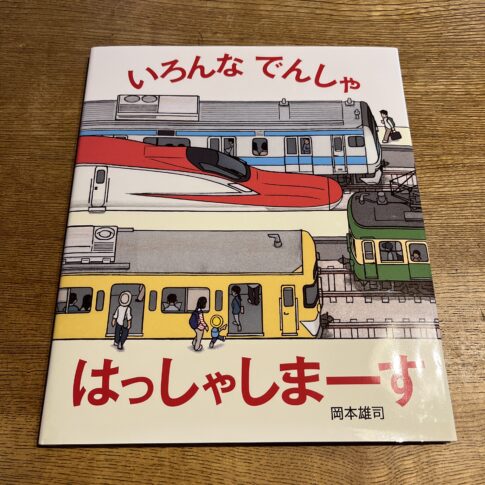 いろんな でんしゃ
はっしゃしまーす
岡本雄司